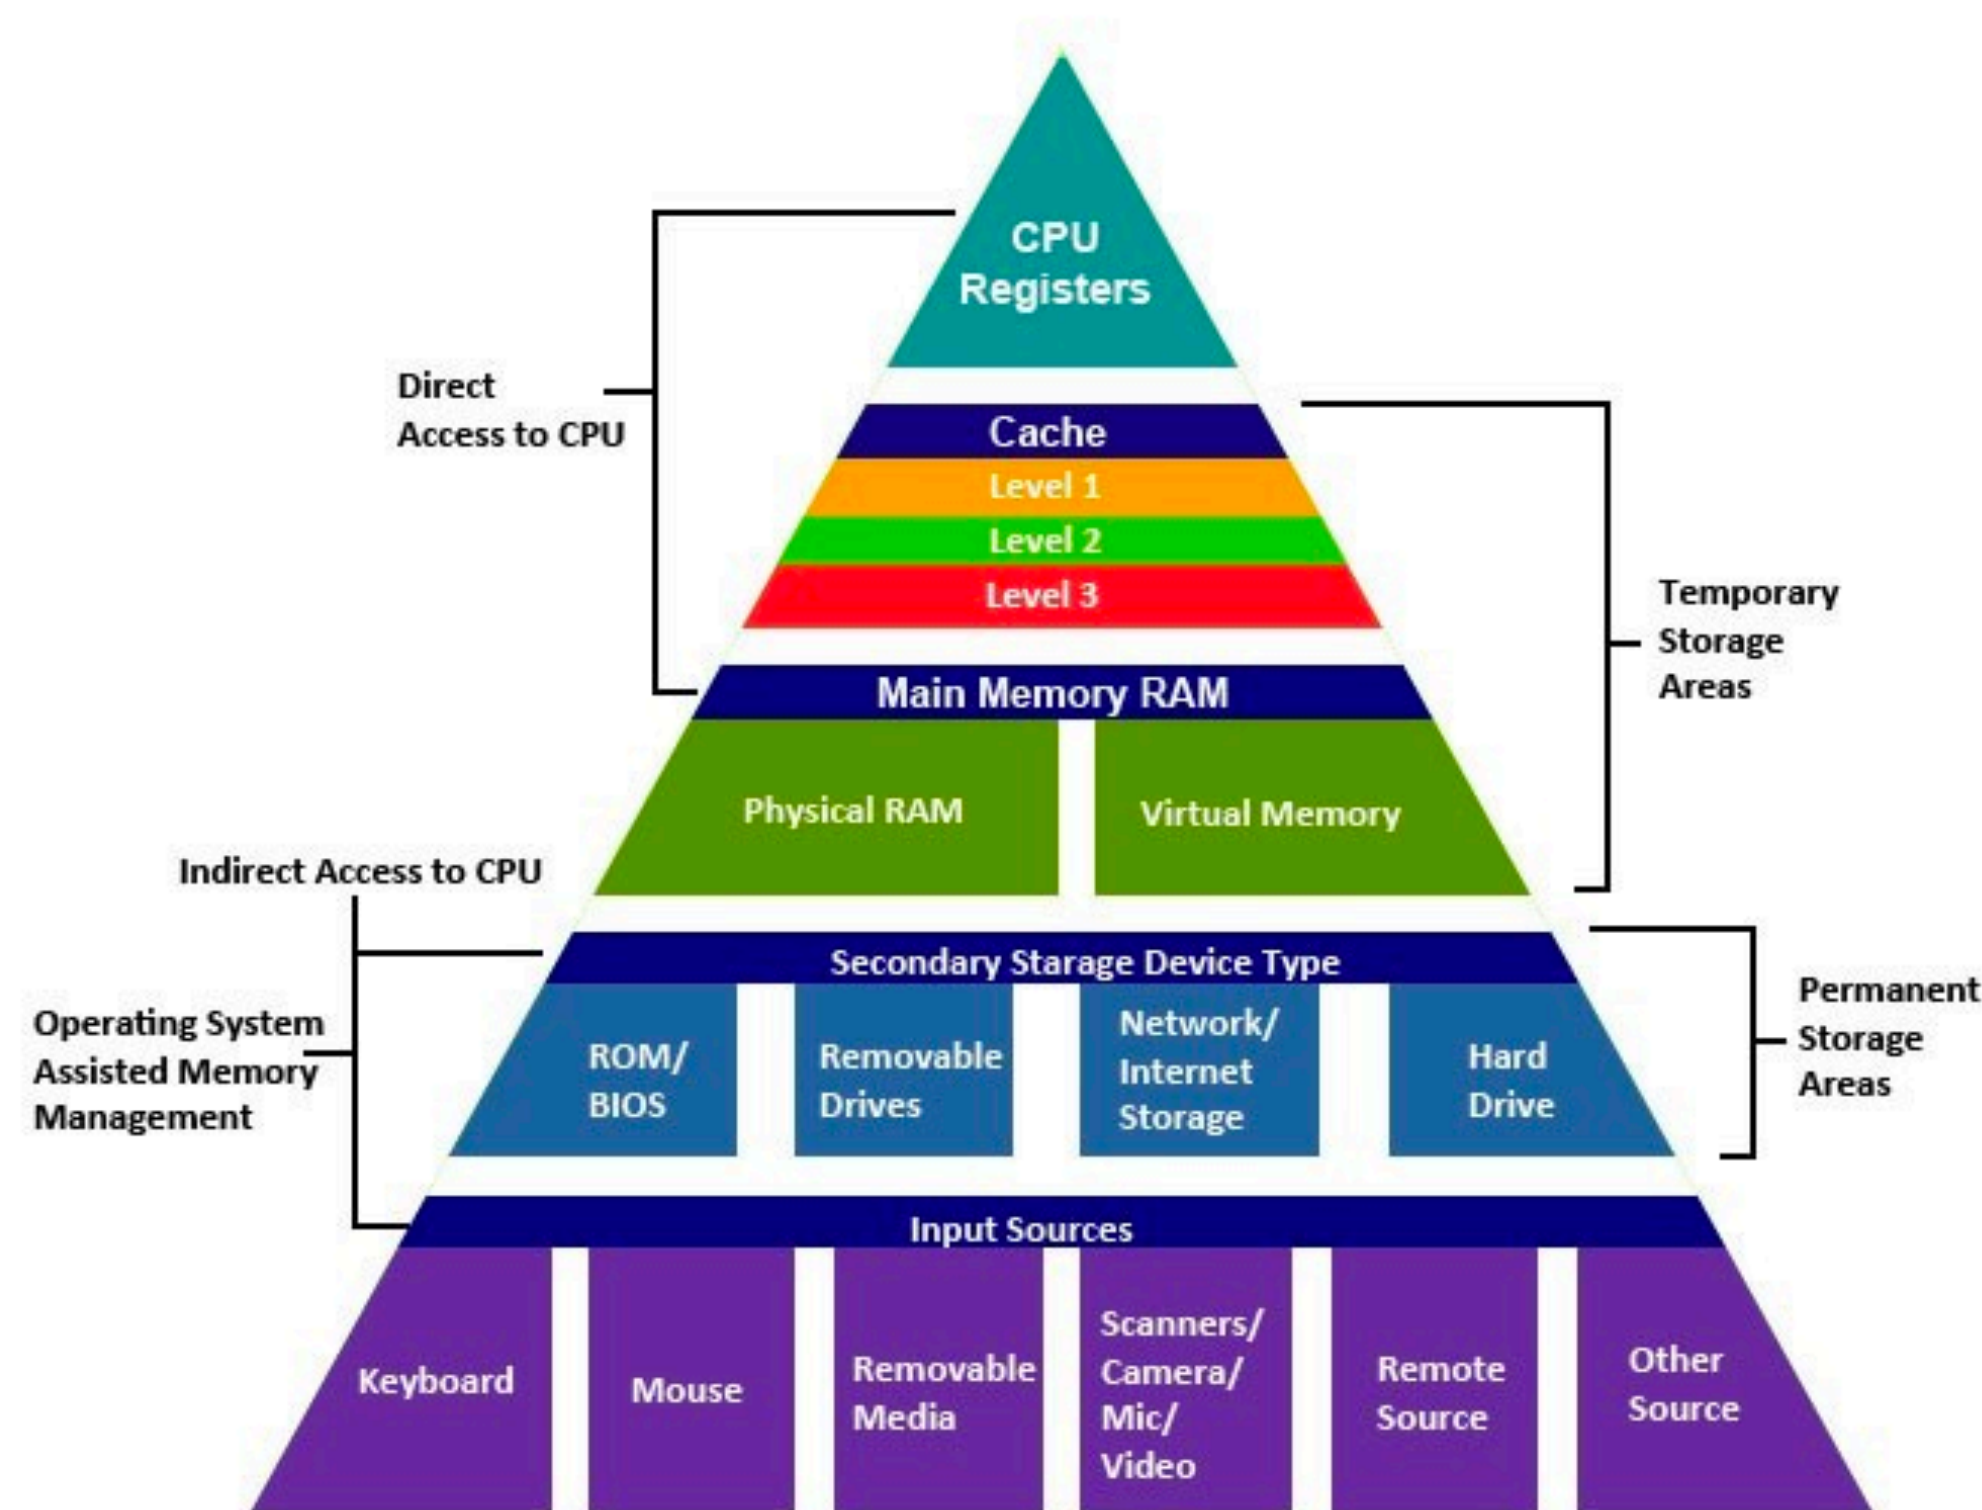 CPU
Registers
Direct
Access to CPU
Cache
Level 1
Level 2
Level 3
Temporary
Storage
Areas
Main Memory RAM
Physical RAM
Virtual Memory
Indirect Access to CPU
Operating System
Assisted Memory
Management
Secondary Starage Device Type
ROM/
BIOS
Removable
Drives
Network/
Internet
Storage
Hard
Drive
Permanent
Storage
Areas
Input Sources
Keyboard
Mouse
Removable
Media
Scanners/
Camera/
Mic/
Video
Remote
Source
Other
Source